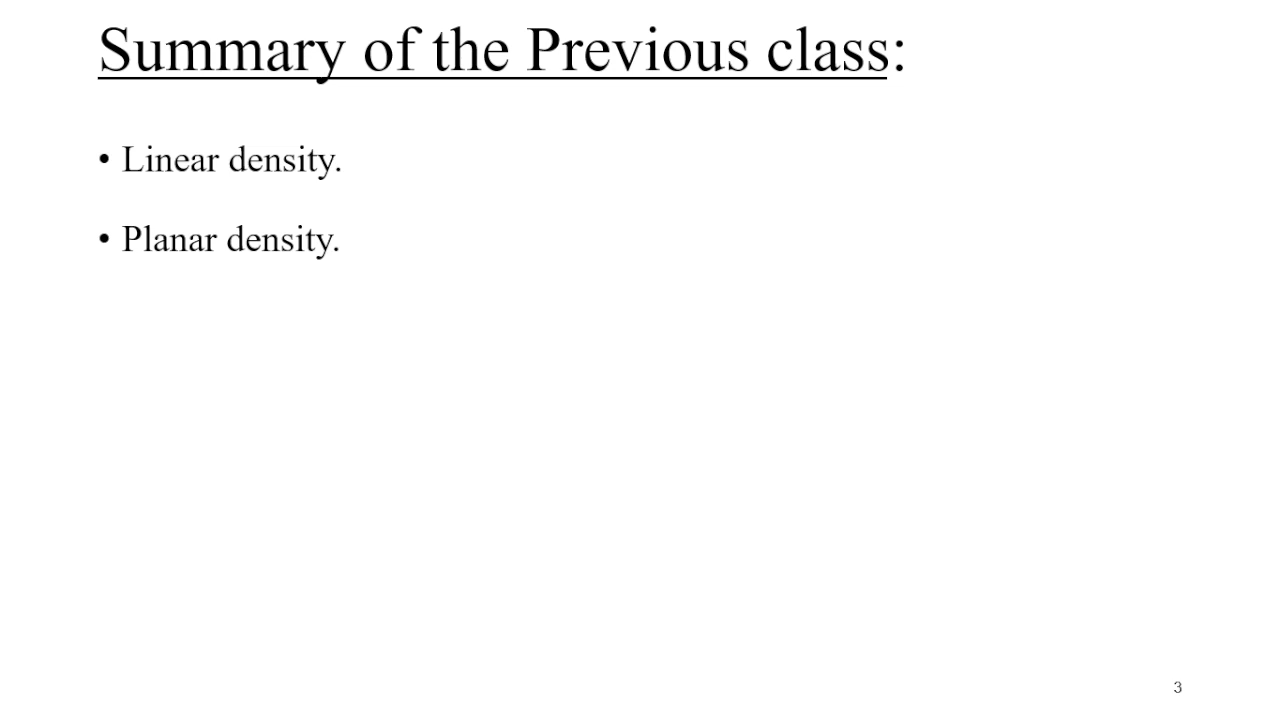 Summary of the Previous class:
• Linear density.
• Planar density.
3